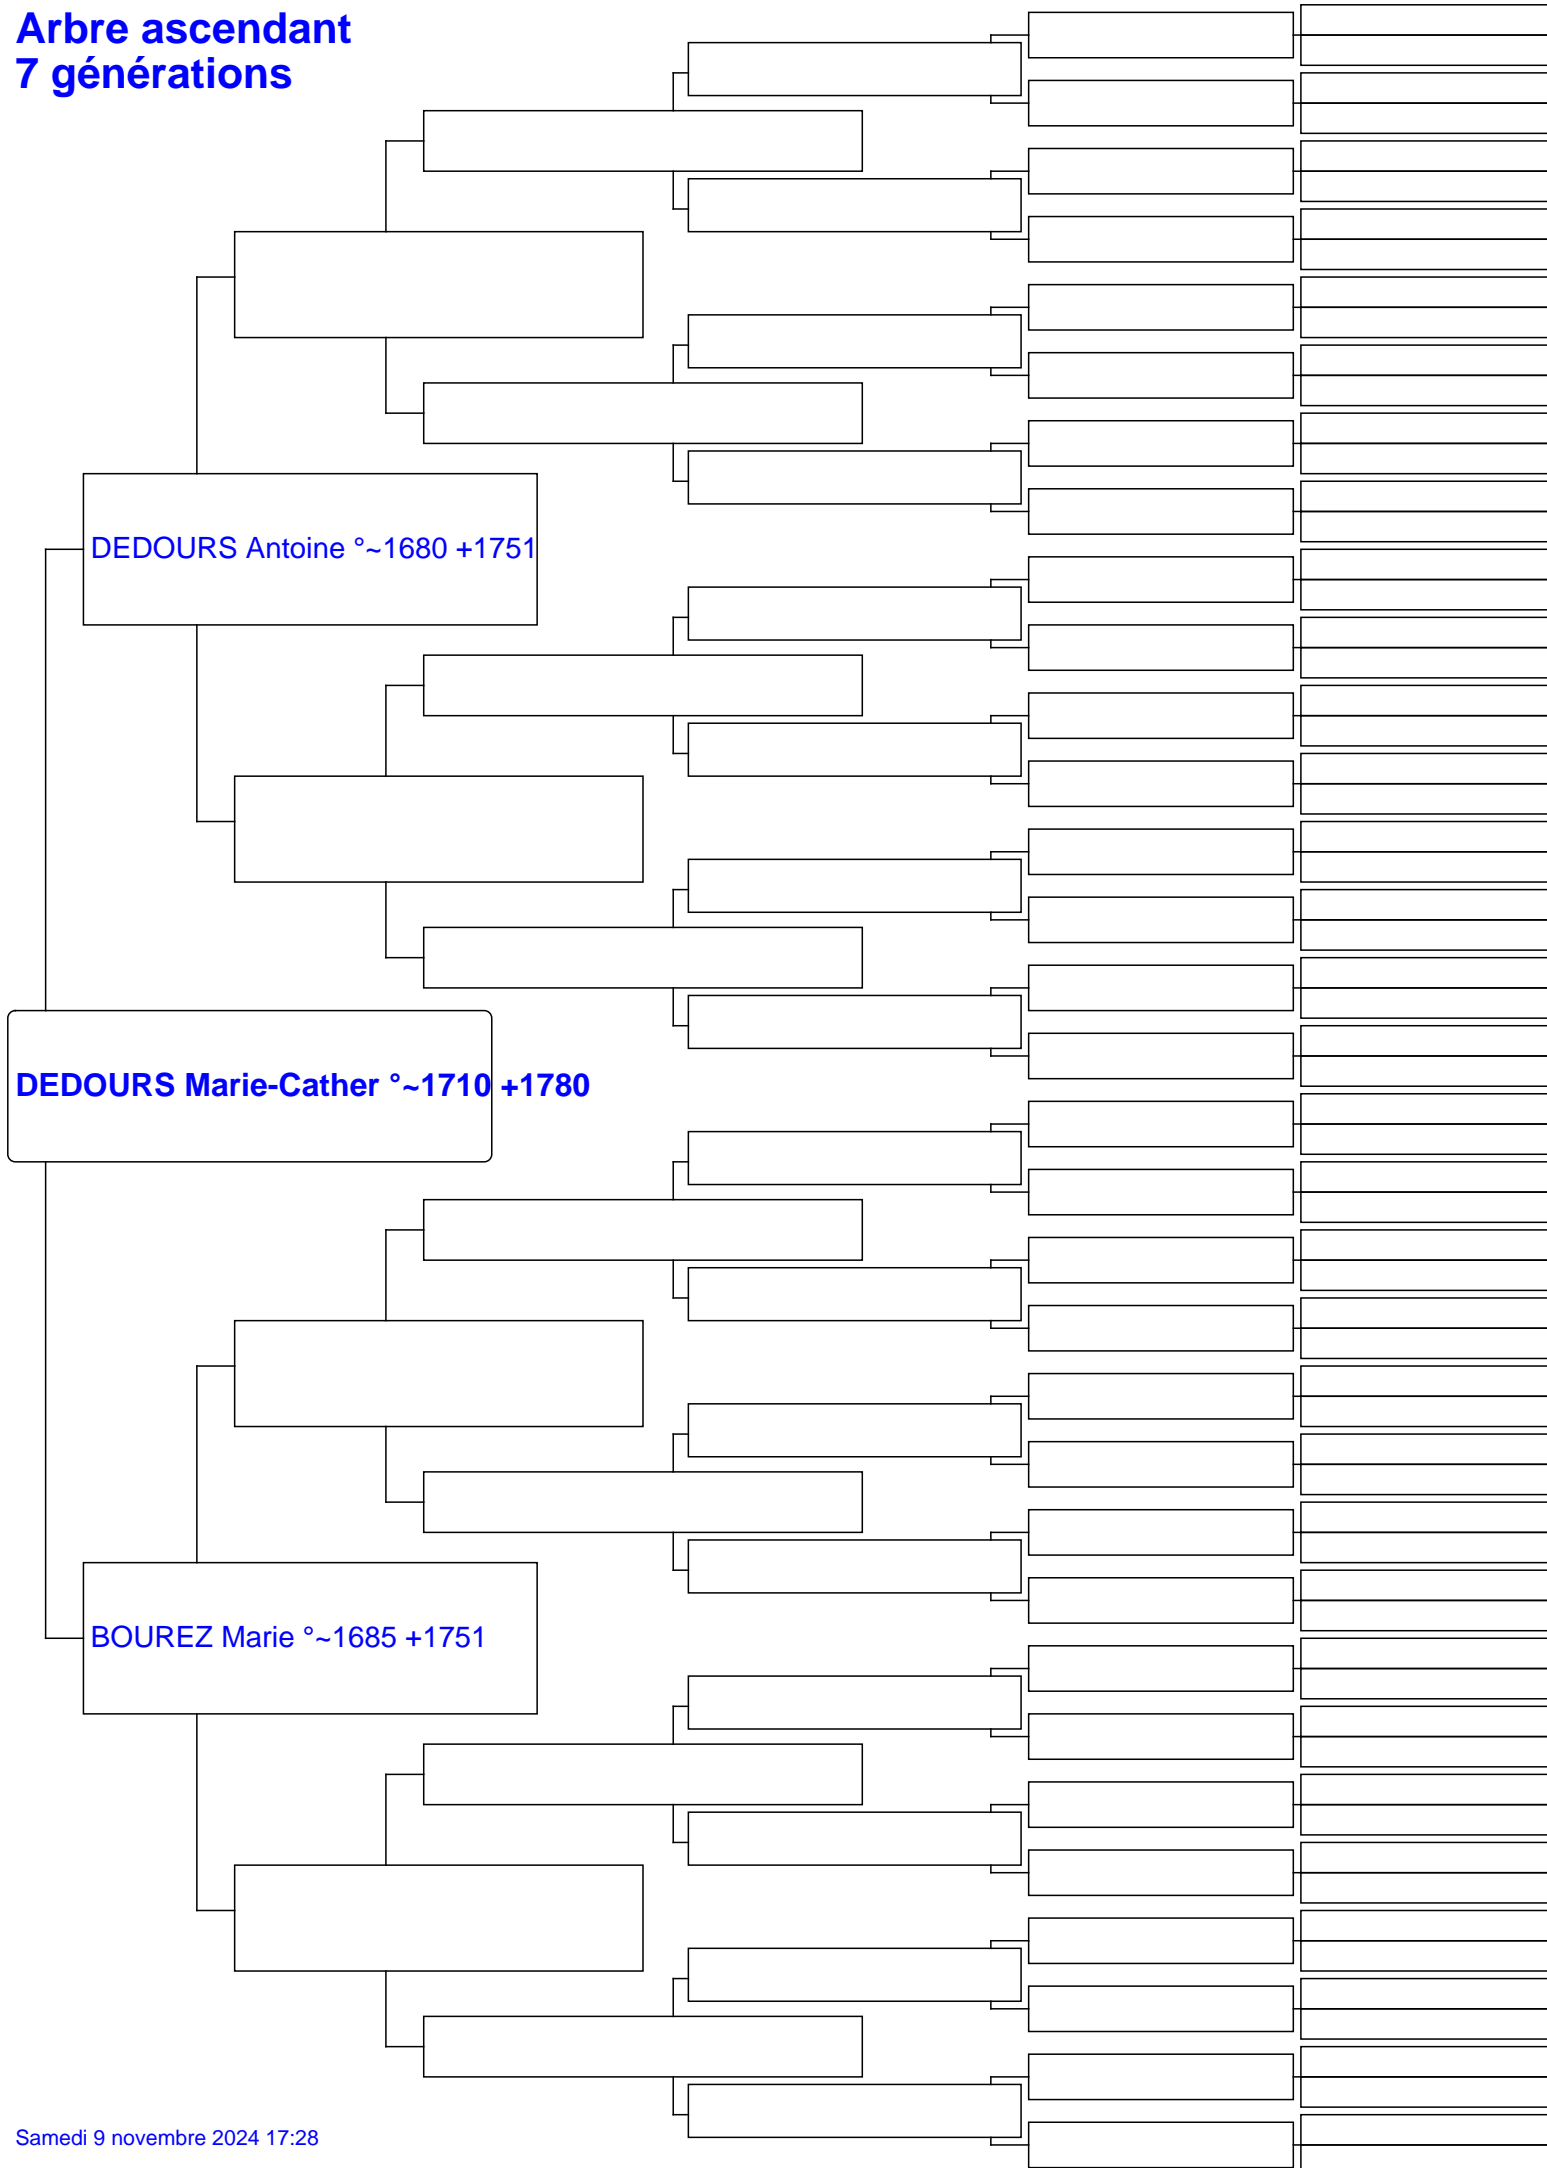 Arbre ascendant
7 générations
DEDOURS Antoine °~1680 +1751
DEDOURS Marie-Cather °~1710 +1780
BOUREZ Marie °~1685 +1751
Samedi 9 novembre 2024 17:28